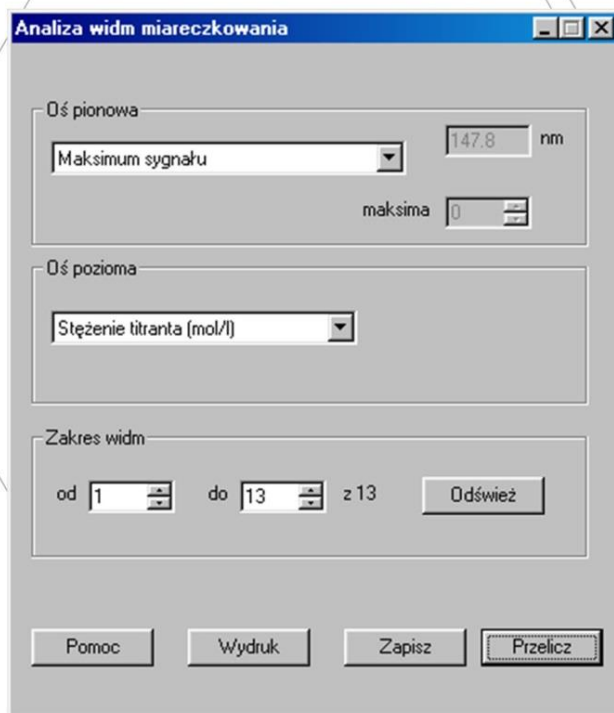 Analiza widm miareczkowania
Oś pionowa
Maksimum sygnału
147.8 nm
maksima 0
Oś pozioma
Stężenie titranta (mol/l)
Zakres widm
od 1 do 13 z 13 Odśwież
Pomoc Wydruk Zapisz Przelicz